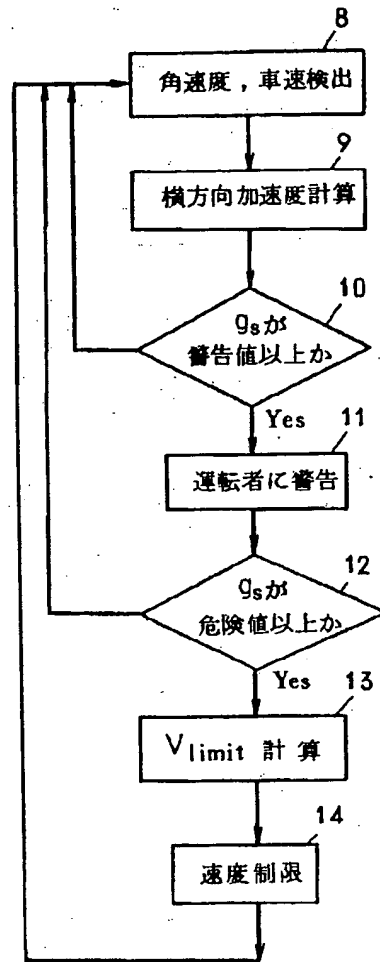 8
角速度,車速検出
9
横方向加速度計算
10
gsが
警告値以上か
Yes
11
運転者に警告
12
gsが
危険値以上か
Yes
13
Vlimit 計算
14
速度制限